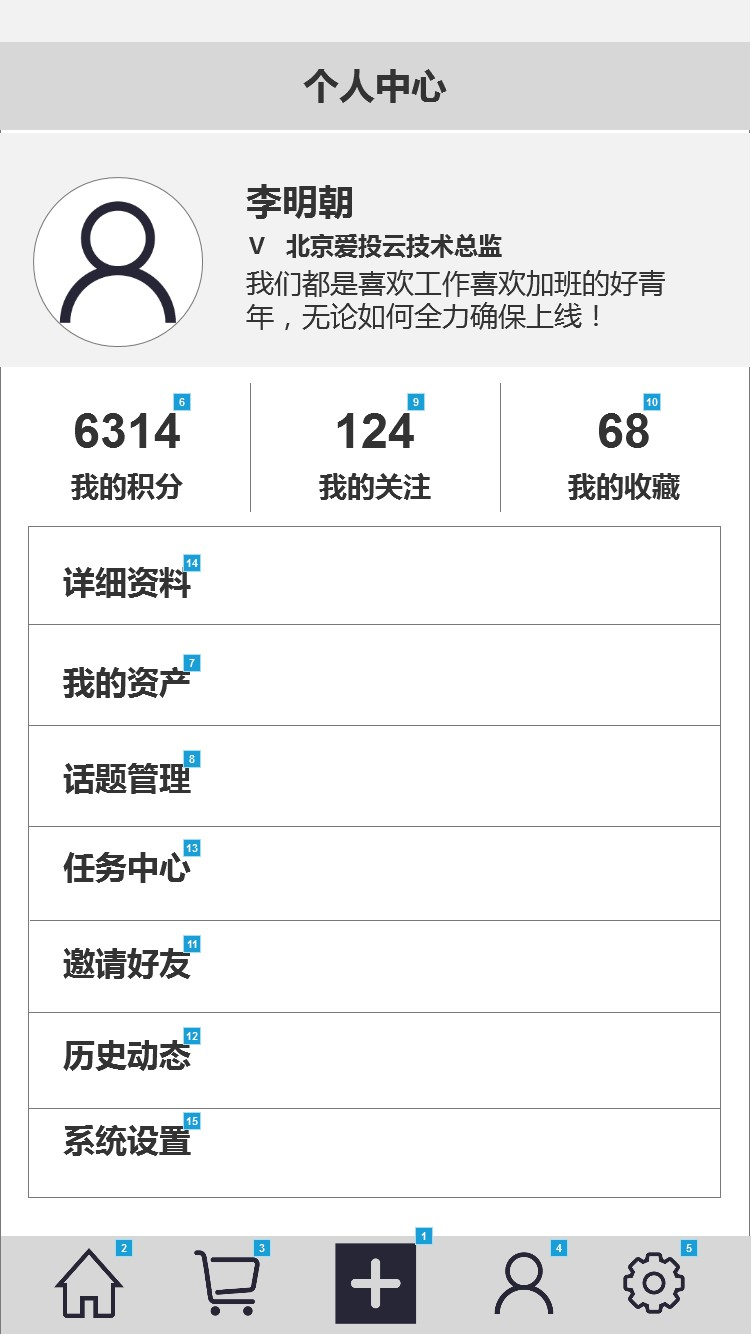 个人中心
李明朝
V 北京爱投云技术总监
我们都是喜欢工作喜欢加班的好青
年，无论如何全力确保上线！
6 9 10
6314 124 68
我的积分 我的关注 我的收藏
14
详细资料
7
我的资产
8
话题管理
13
任务中心
11
邀请好友
12
历史动态
15
系统设置
2 3 1 4 5